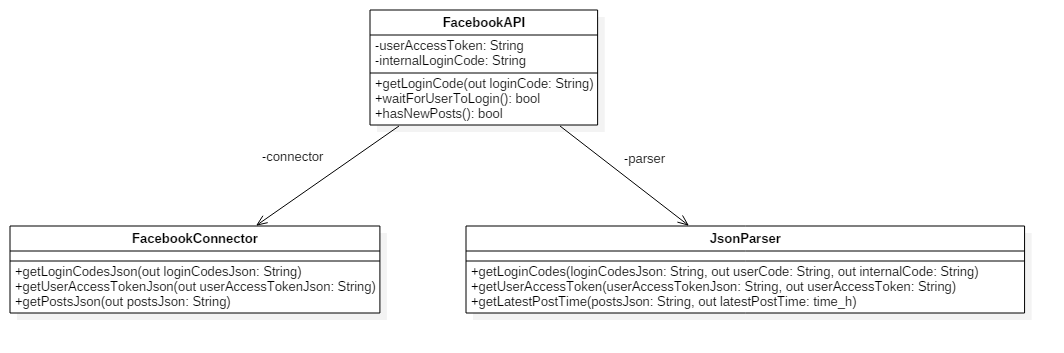 FacebookAPI
-userAccessToken: String
-internalLoginCode: String
+getLoginCode(out loginCode: String)
+waitForUserToLogin(): bool
+hasNewPosts(): bool
-connector
-parser
FacebookConnector
+getLoginCodesJson(out loginCodesJson: String)
+getUserAccessTokenJson(out userAccessTokenJson: String)
+getPostsJson(out postsJson: String)
JsonParser
+getLoginCodes(loginCodesJson: String, out userCode: String, out internalCode: String)
+getUserAccessToken(userAccessTokenJson: String, out userAccessToken: String)
+getLatestPostTime(postsJson: String, out latestPostTime: time_h)